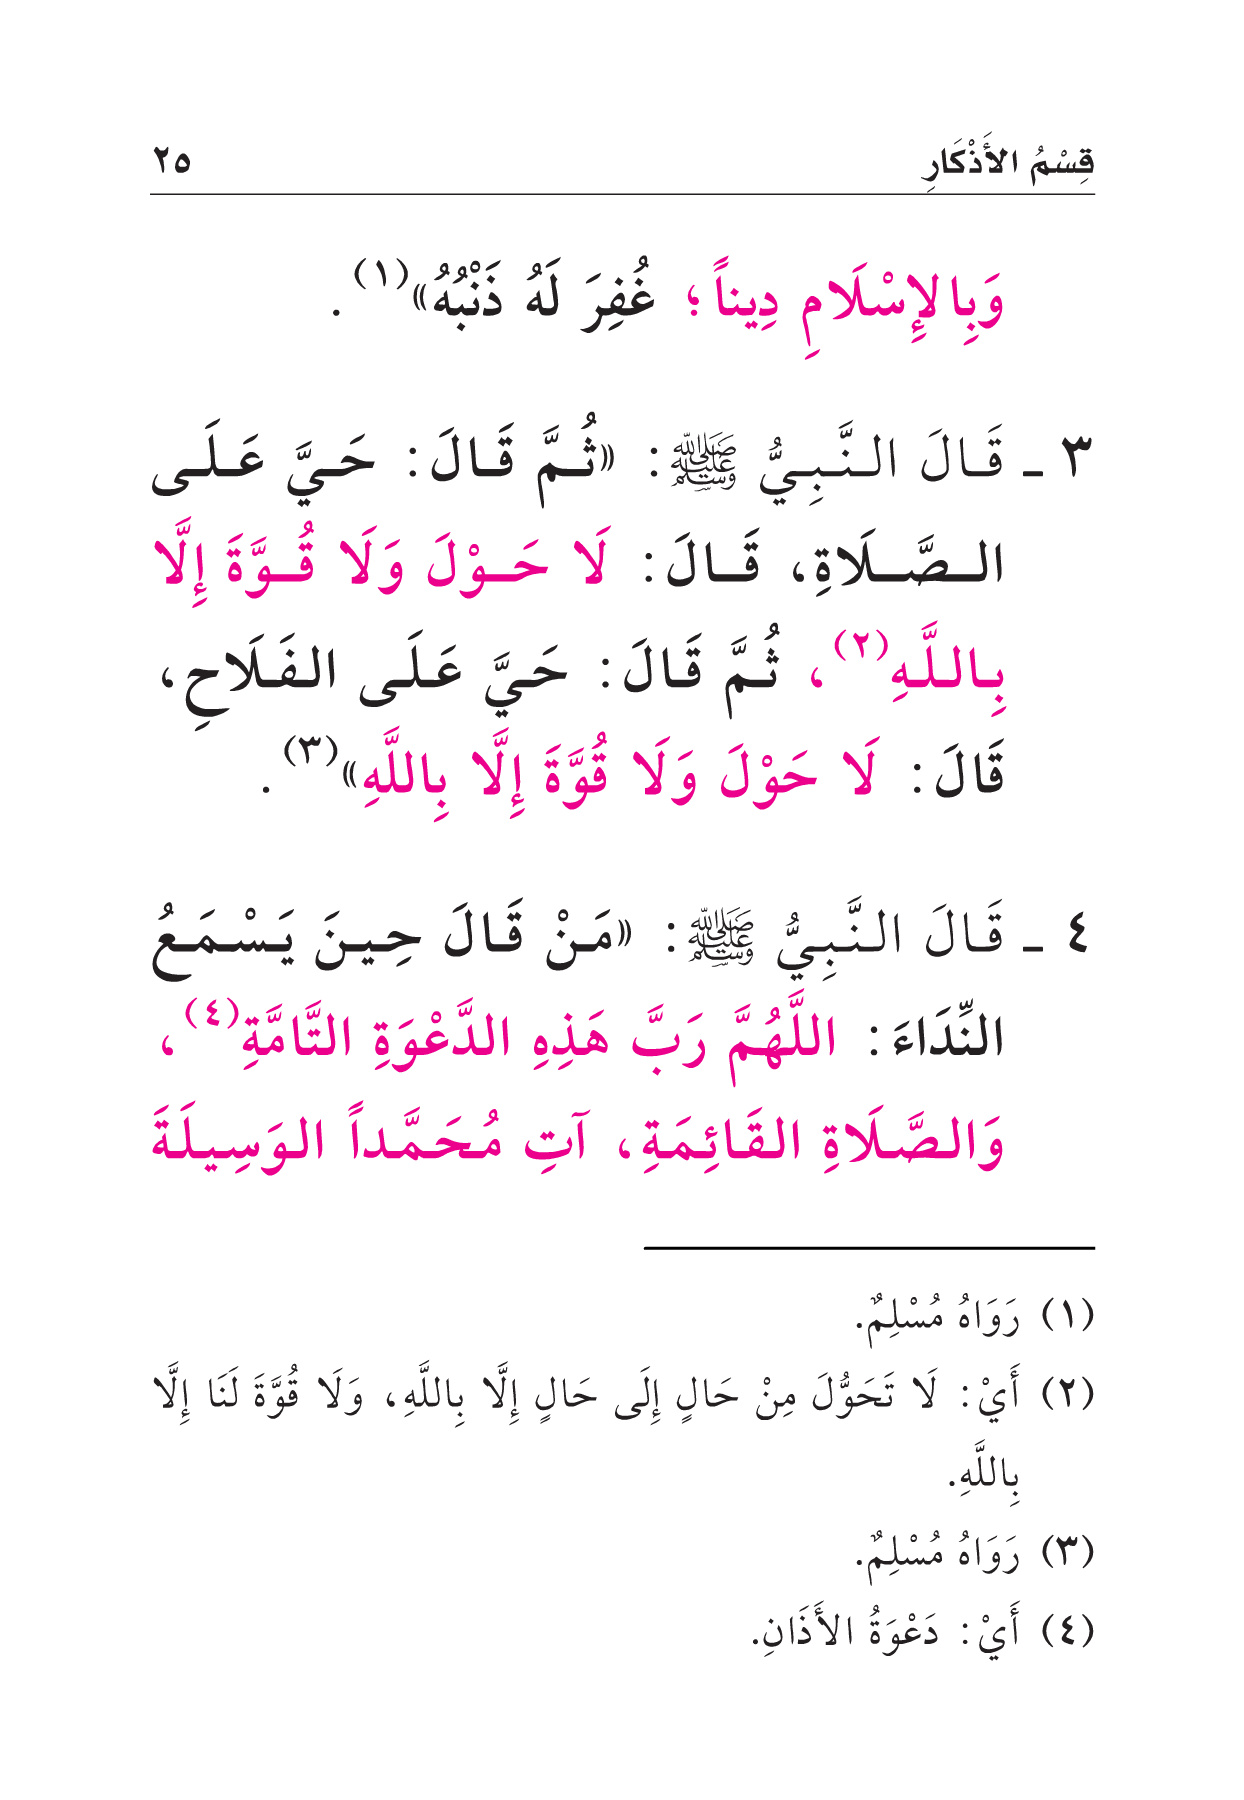 قِسْمُ الأَذْكَارِ ٢٥
وَبِالإِسْلَامِ دِيناً؛ غُفِرَ لَهُ ذَنْبُهُ»(١).
٣ ـ قَالَ النَّبِيُّ ﷺ: «ثُمَّ قَالَ: حَيَّ عَلَى
الصَّلَاةِ، قَالَ: لَا حَوْلَ وَلَا قُوَّةَ إِلَّا
بِاللَّهِ(٢)، ثُمَّ قَالَ: حَيَّ عَلَى الفَلَاحِ،
قَالَ: لَا حَوْلَ وَلَا قُوَّةَ إِلَّا بِاللَّهِ»(٣).
٤ ـ قَالَ النَّبِيُّ ﷺ: «مَنْ قَالَ حِينَ يَسْمَعُ
النِّدَاءَ: اللَّهُمَّ رَبَّ هَذِهِ الدَّعْوَةِ التَّامَّةِ(٤)،
وَالصَّلَاةِ القَائِمَةِ، آتِ مُحَمَّداً الوَسِيلَةَ
(١) رَوَاهُ مُسْلِمٌ.
(٢) أَيْ: لَا تَحَوُّلَ مِنْ حَالٍ إِلَى حَالٍ إِلَّا بِاللَّهِ، وَلَا قُوَّةَ لَنَا إِلَّا
بِاللَّهِ.
(٣) رَوَاهُ مُسْلِمٌ.
(٤) أَيْ: دَعْوَةُ الأَذَانِ.